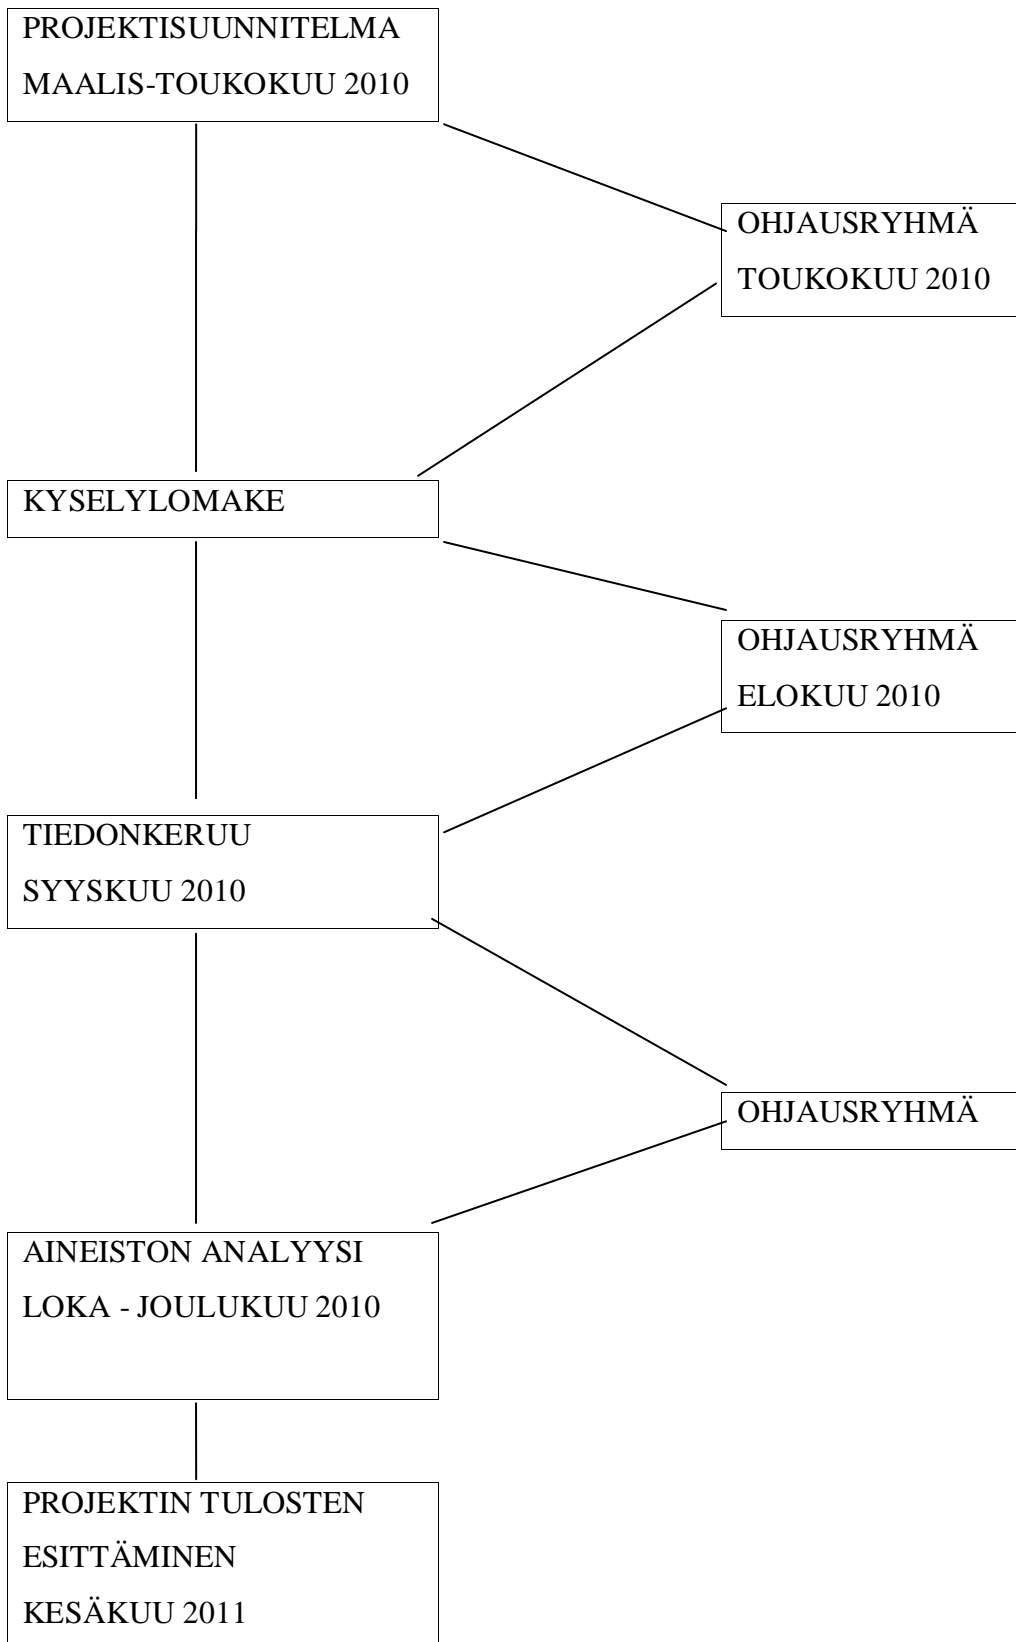 PROJEKTISUUNNITELMA
MAALIS-TOUKOKUU 2010
OHJAUSRYHMÄ
TOUKOKUU 2010
KYSELYLOMAKE
OHJAUSRYHMÄ
ELOKUU 2010
TIEDONKERUU
SYYSKUU 2010
OHJAUSRYHMÄ
AINEISTON ANALYYSI
LOKA - JOULUKUU 2010
PROJEKTIN TULOSTEN
ESITTÄMINEN
KESÄKUU 2011